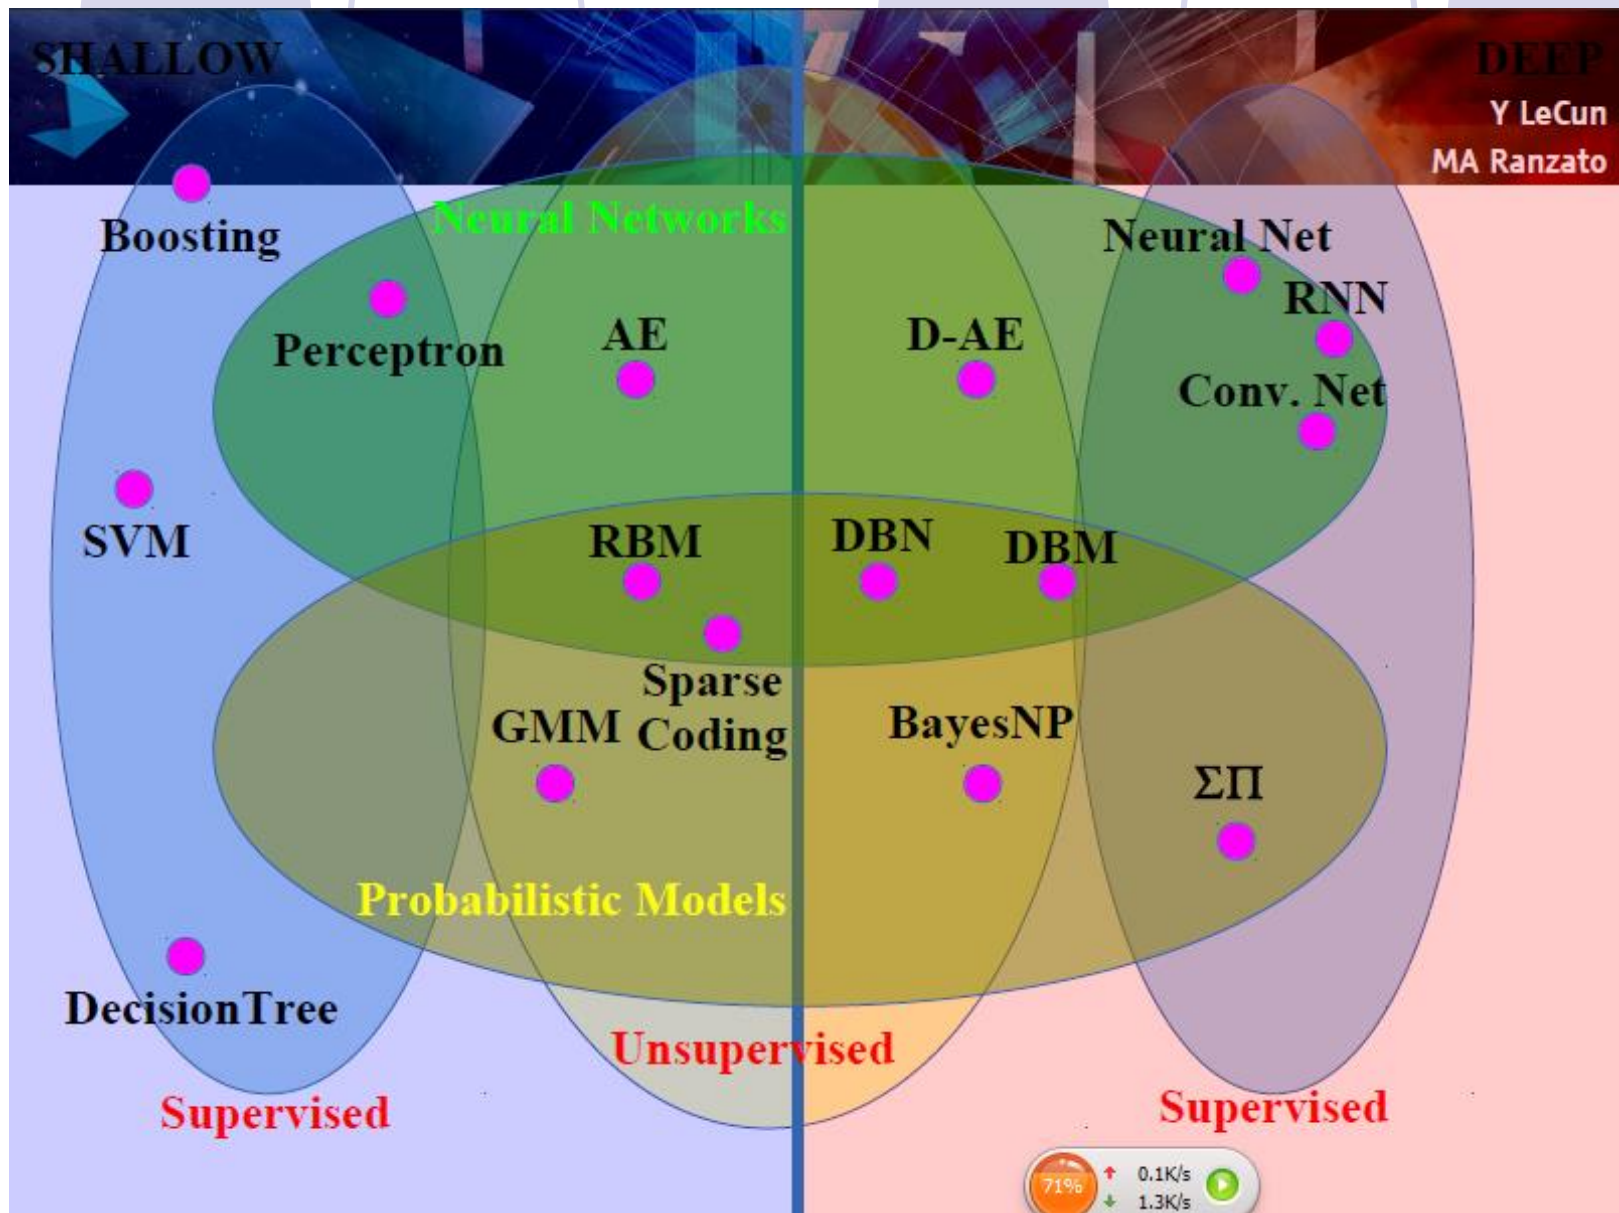 SHALLOW
DEEP
Y LeCun
MA Ranzato
Neural Networks
Boosting
Neural Net
RNN
Perceptron
AE
D-AE
Conv. Net
SVM
RBM
DBN
DBM
Sparse
Coding
GMM
BayesNP
ΣΠ
Probabilistic Models
DecisionTree
Unsupervised
Supervised
Supervised
71%
0.1K/s
1.3K/s